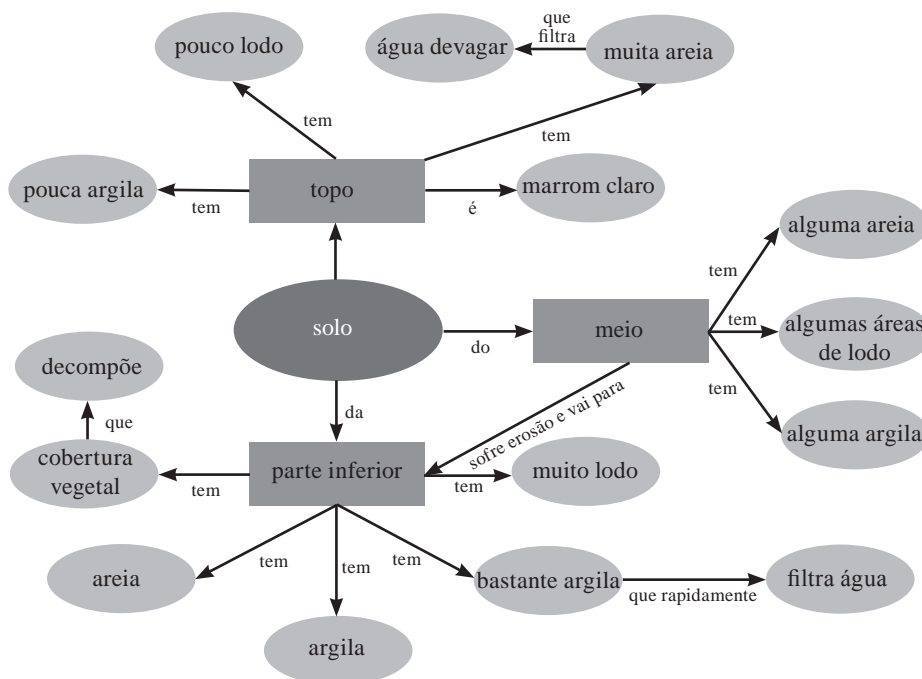 pouco lodo
água devagar
que
filtra
muita areia
tem
tem
pouca argila
tem
topo
é
marrom claro
alguma areia
tem
solo
do
meio
tem
algumas áreas
de lodo
decompõe
tem
que
da
sofre erosão e vai para
alguma argila
cobertura
vegetal
tem
parte inferior
tem
muito lodo
areia
tem
tem
tem
bastante argila
que rapidamente
filtra água
argila